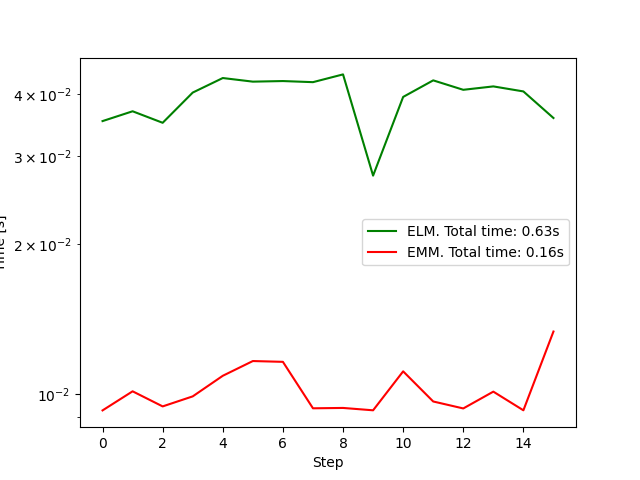 4 × 10⁻²
3 × 10⁻²
2 × 10⁻²
10⁻²
Time [s]
ELM. Total time: 0.63s
EMM. Total time: 0.16s
0 2 4 6 8 10 12 14
Step